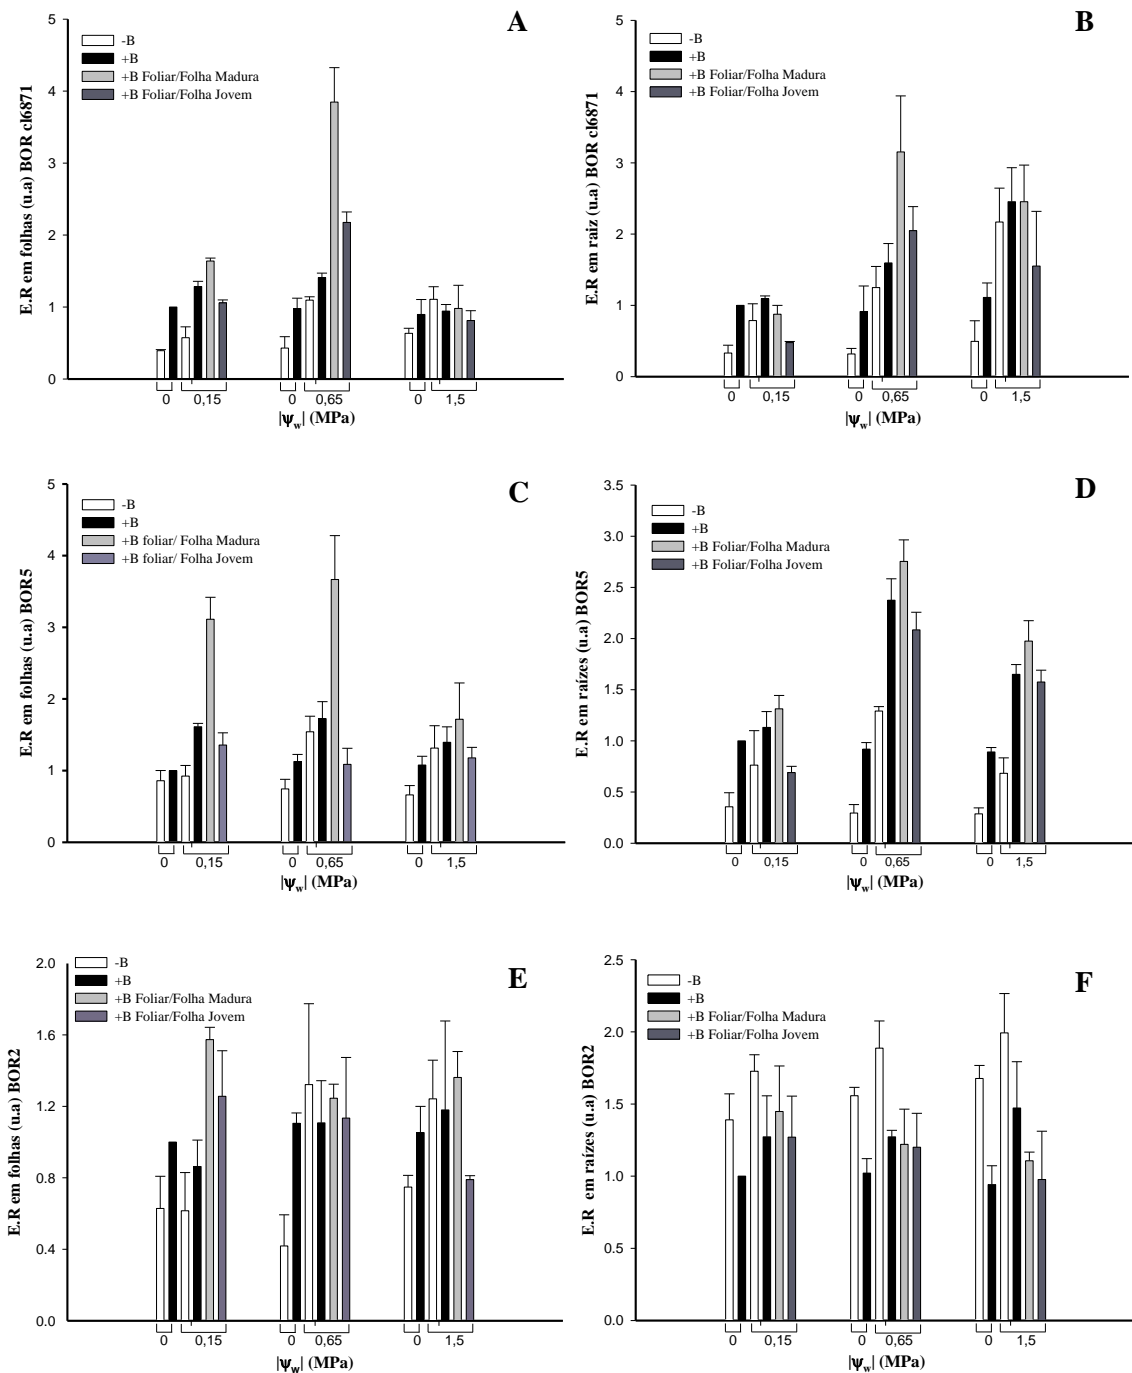 A
E.R em folhas (u.a) BOR cl6871
5
4
3
2
1
0
-B
+B
+B Foliar/Folha Madura
+B Foliar/Folha Jovem
0 0,15 0 0,65 0 1,5
|ψw| (MPa)
B
E.R em raiz (u.a) BOR cl6871
5
4
3
2
1
0
-B
+B
+B Foliar/Folha Madura
+B Foliar/Folha Jovem
0 0,15 0 0,65 0 1,5
|ψw| (MPa)
C
E.R em folhas (u.a) BOR5
5
4
3
2
1
0
-B
+B
+B foliar/ Folha Madura
+B foliar/ Folha Jovem
0 0,15 0 0,65 0 1,5
|ψw| (MPa)
D
E.R em raízes (u.a) BOR5
3.5
3.0
2.5
2.0
1.5
1.0
0.5
0.0
-B
+B
+B Foliar/Folha Madura
+B Foliar/Folha Jovem
0 0,15 0 0,65 0 1,5
|ψw| (MPa)
E
E.R em folhas (u.a) BOR2
2.0
1.6
1.2
0.8
0.4
0.0
-B
+B
+B Foliar/Folha Madura
+B Foliar/Folha Jovem
0 0,15 0 0,65 0 1,5
|ψw| (MPa)
F
E.R em raízes (u.a) BOR2
2.5
2.0
1.5
1.0
0.5
0.0
-B
+B
+B Foliar/Folha Madura
+B Foliar/Folha Jovem
0 0,15 0 0,65 0 1,5
|ψw| (MPa)